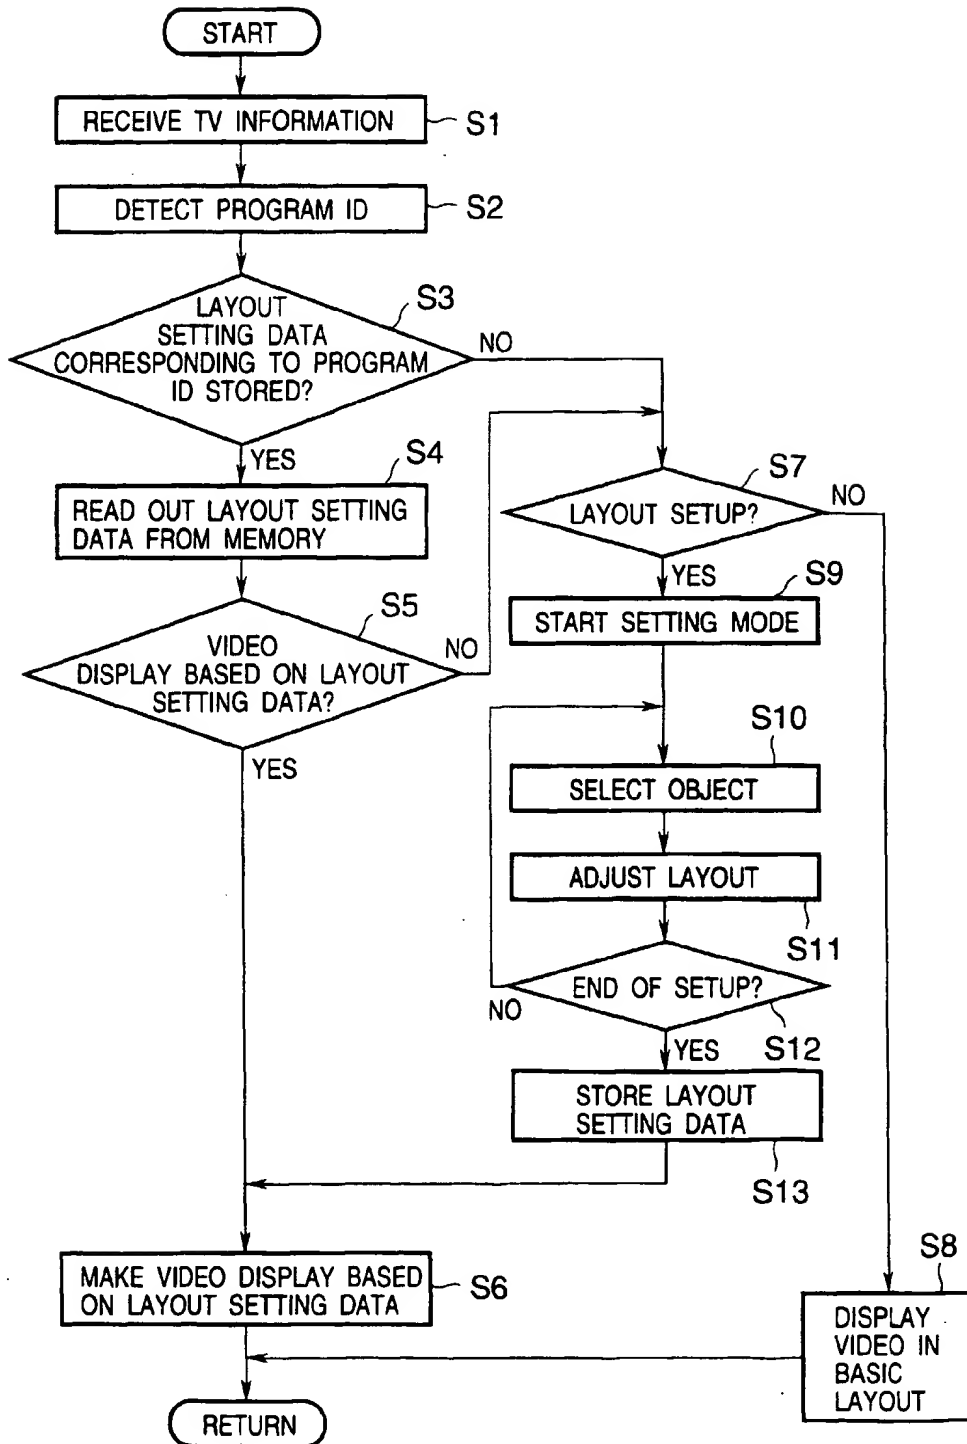 START
RECEIVE TV INFORMATION
S1
DETECT PROGRAM ID
S2
S3
LAYOUT
SETTING DATA
CORRESPONDING TO PROGRAM
ID STORED?
NO
YES
S4
READ OUT LAYOUT SETTING
DATA FROM MEMORY
S5
VIDEO
DISPLAY BASED ON LAYOUT
SETTING DATA?
NO
YES
S7
LAYOUT SETUP?
NO
YES
S9
START SETTING MODE
S10
SELECT OBJECT
ADJUST LAYOUT
S11
END OF SETUP?
NO
S12
YES
STORE LAYOUT
SETTING DATA
S13
MAKE VIDEO DISPLAY BASED
ON LAYOUT SETTING DATA
S6
S8
DISPLAY
VIDEO IN
BASIC
LAYOUT
RETURN